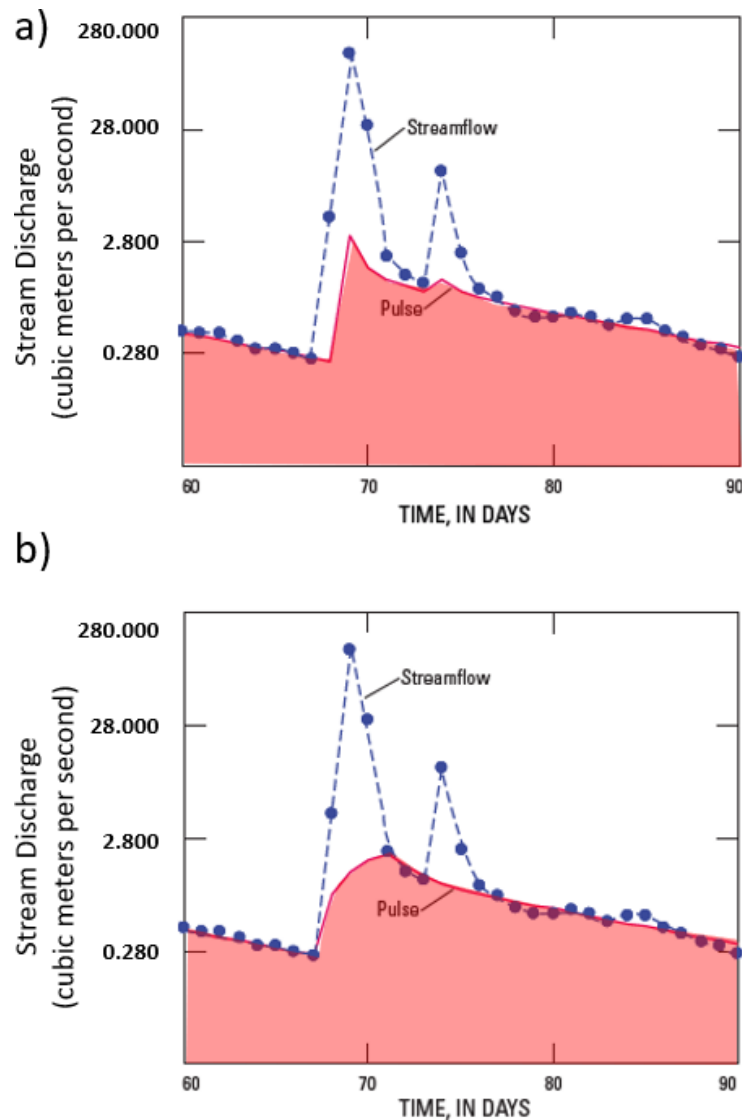 a)
280.000
28.000
2.800
0.280
Stream Discharge
(cubic meters per second)
Streamflow
Pulse
60 70 80 90
TIME, IN DAYS
b)
280.000
28.000
2.800
0.280
Stream Discharge
(cubic meters per second)
Streamflow
Pulse
60 70 80 90
TIME, IN DAYS